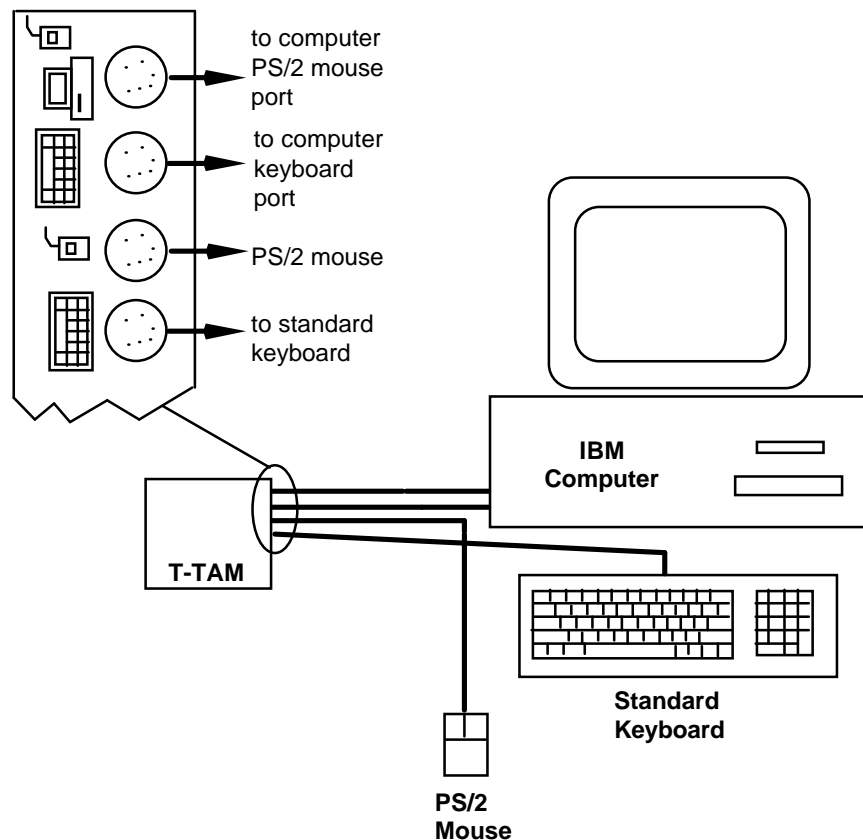 to computer
PS/2 mouse
port
to computer
keyboard
port
PS/2 mouse
to standard
keyboard
IBM
Computer
T-TAM
Standard
Keyboard
PS/2
Mouse